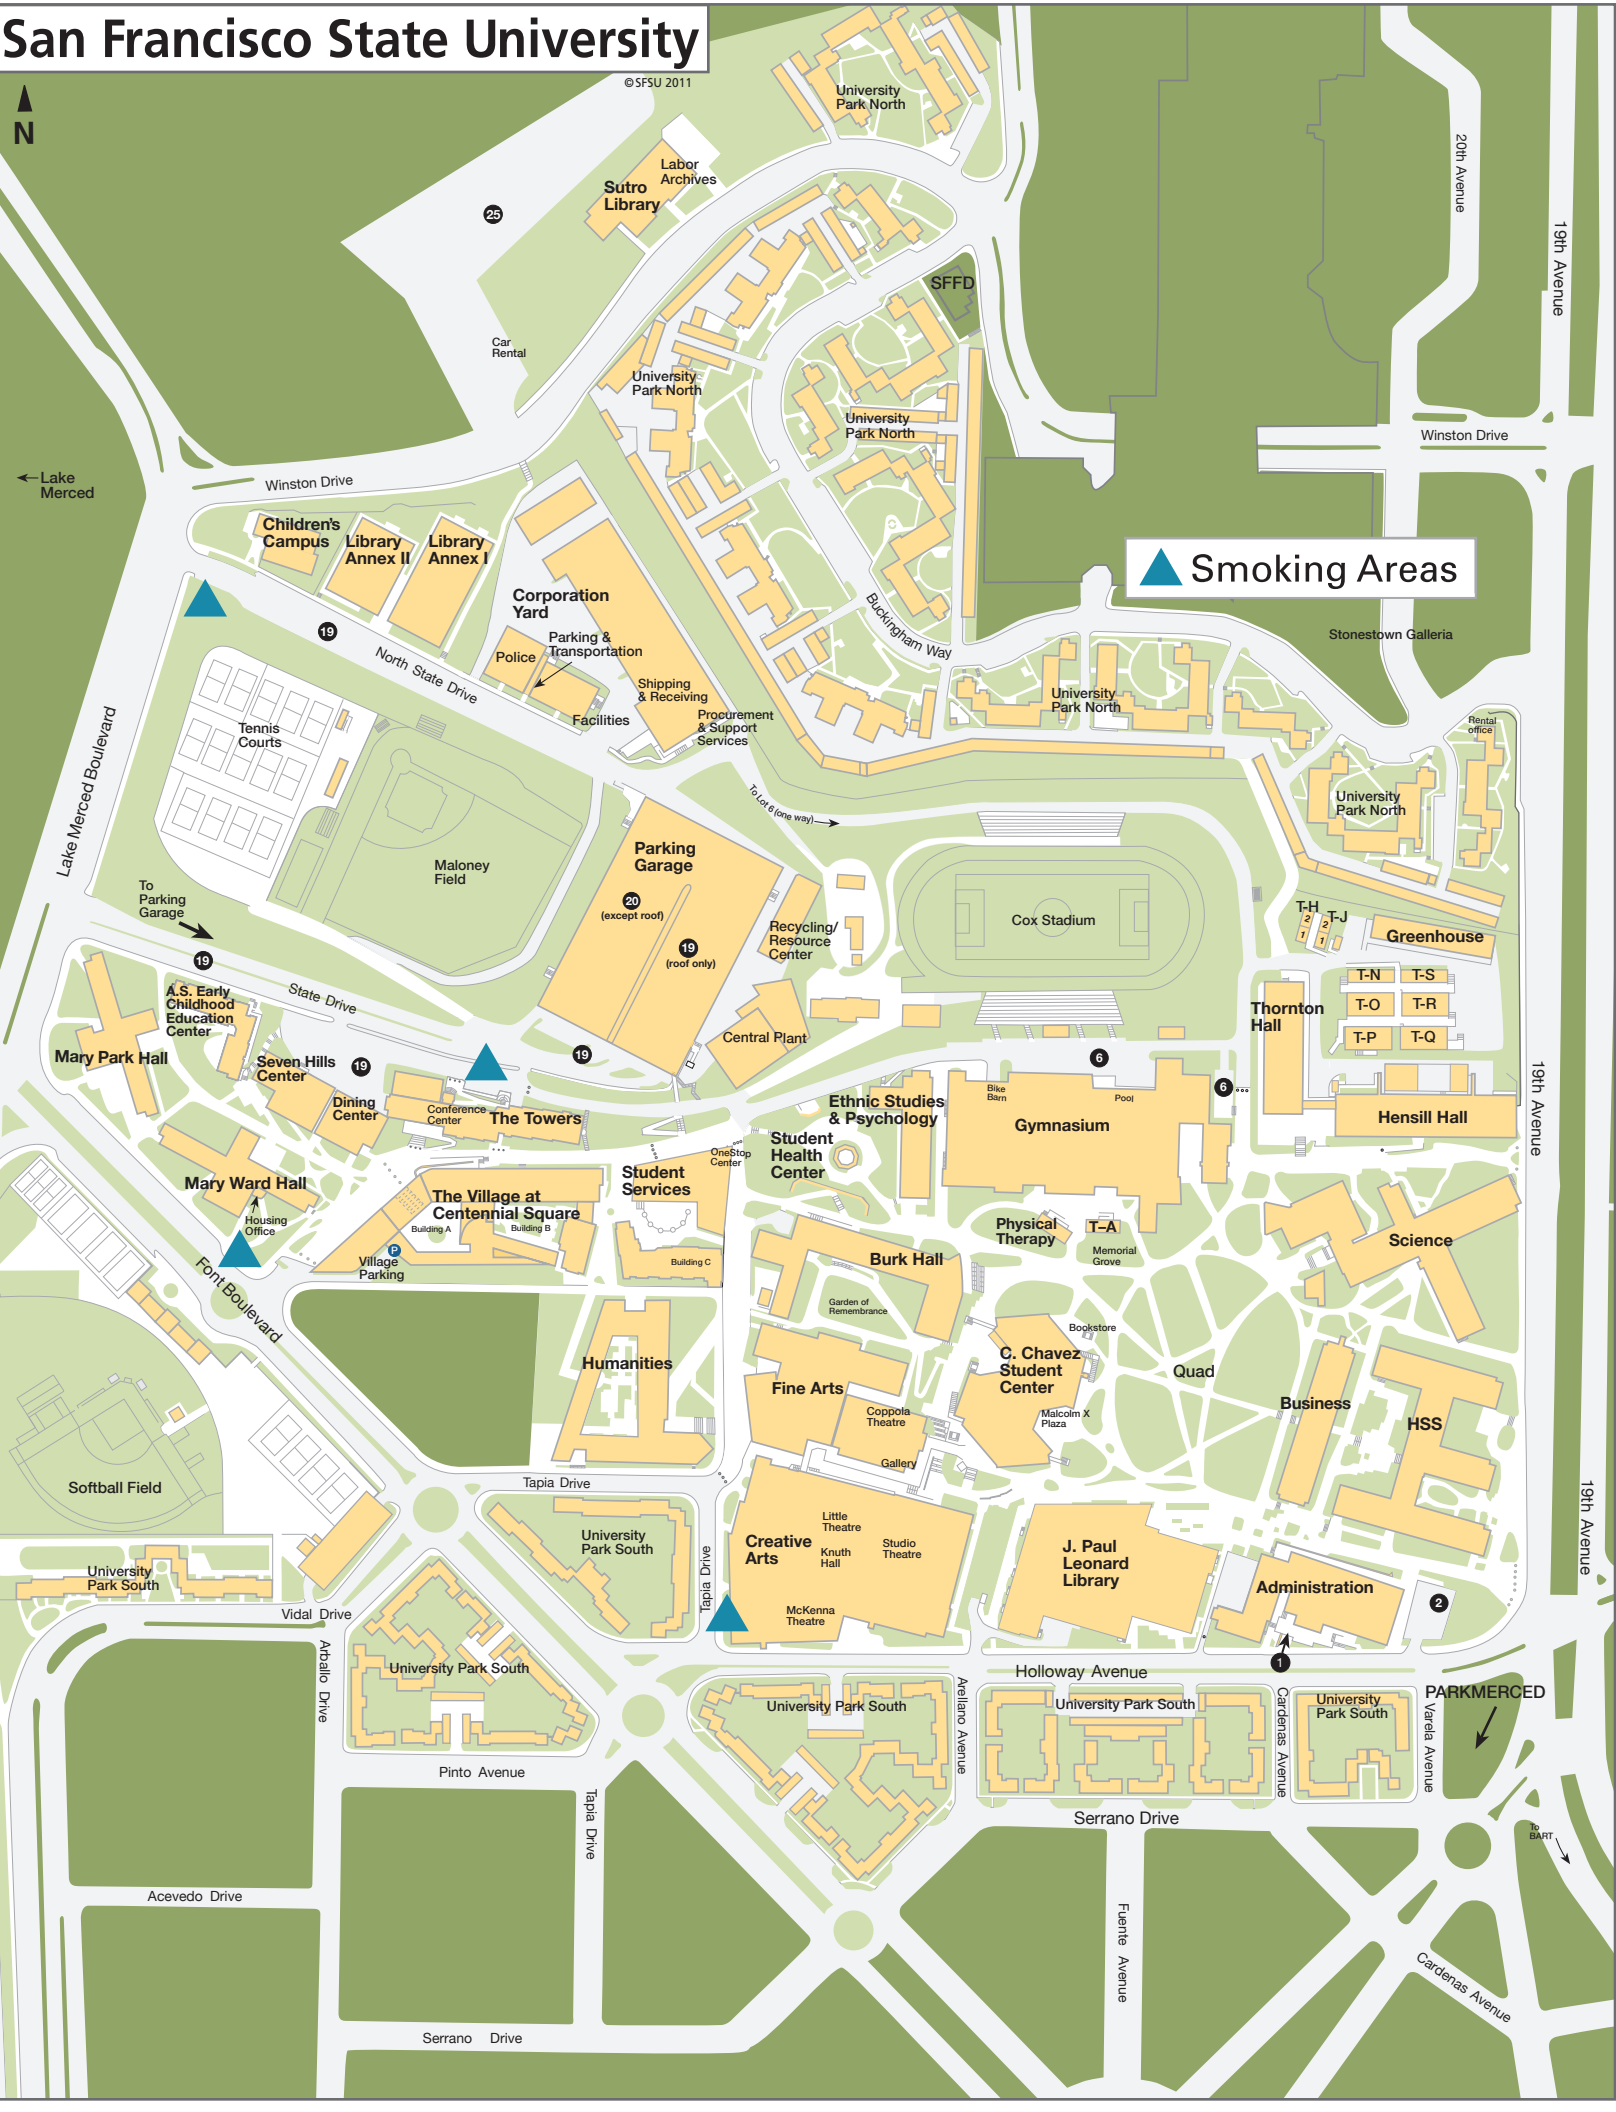 San Francisco State University
©SFSU 2011
N
University
Park North
Labor
Archives
Sutro
Library
25
20th Avenue
19th Avenue
SFFD
Car
Rental
University
Park North
University
Park North
Winston Drive
Lake
Merced
Winston Drive
Children's
Campus
Library
Annex II
Library
Annex I
Smoking Areas
Corporation
Yard
Parking &
Transportation
Police
19
North State Drive
Buckingham Way
Stonestown Galleria
Shipping
& Receiving
Facilities
Procurement
& Support
Services
University
Park North
Rental
office
Tennis
Courts
Lake Merced Boulevard
To Lot 6 (one way)
University
Park North
Maloney
Field
Parking
Garage
20
(except roof)
19
(roof only)
To
Parking
Garage
19
Recycling/
Resource
Center
Cox Stadium
T-H
2
1
T-J
2
1
Greenhouse
T-N
T-S
T-O
T-R
T-P
T-Q
A.S. Early
Childhood
Education
Center
State Drive
Thornton
Hall
Central Plant
Mary Park Hall
Seven Hills
Center
19
19
6
6
19th Avenue
Dining
Center
Conference
Center
The Towers
Ethnic Studies
& Psychology
Bike
Barn
Pool
Gymnasium
Hensill Hall
Student
Health
Center
OneStop
Center
Student
Services
Mary Ward Hall
Housing
Office
The Village at
Centennial Square
Building A
Building B
P
Village
Parking
Building C
Physical
Therapy
T–A
Memorial
Grove
Science
Burk Hall
Garden of
Remembrance
Font Boulevard
Bookstore
C. Chavez
Student
Center
Malcolm X
Plaza
Quad
Humanities
Fine Arts
Coppola
Theatre
Gallery
Business
HSS
Softball Field
Tapia Drive
19th Avenue
University
Park South
Creative
Arts
Little
Theatre
Knuth
Hall
Studio
Theatre
McKenna
Theatre
Tapia Drive
J. Paul
Leonard
Library
Administration
2
1
University
Park South
Vidal Drive
Arballo Drive
University Park South
Holloway Avenue
PARKMERCED
University Park South
Arellano Avenue
University Park South
Cardenas Avenue
University
Park South
Varela Avenue
Pinto Avenue
Tapia Drive
Serrano Drive
To
BART
Acevedo Drive
Fuente Avenue
Cardenas Avenue
Serrano Drive